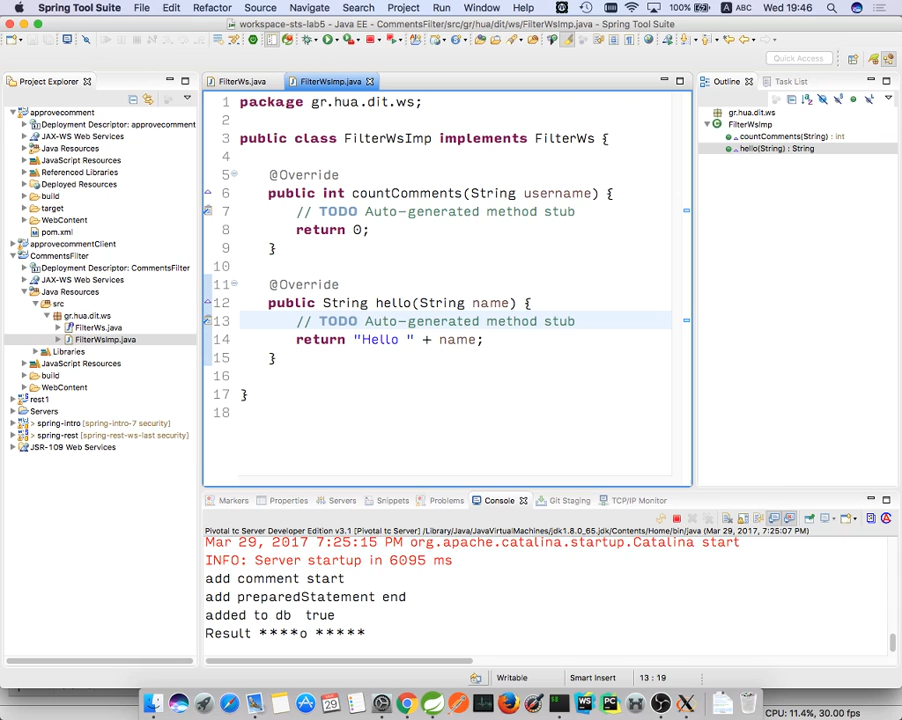 Spring Tool Suite File Edit Refactor Source Navigate Search Project Run Window Help 100% ABC Wed 19:46
workspace-sts-lab5 - Java EE - CommentsFilter/src/gr/hua/dit/ws/FilterWsImp.java - Spring Tool Suite
Quick Access
Project Explorer
approvecomment
Deployment Descriptor: approvecomment
JAX-WS Web Services
Java Resources
JavaScript Resources
Referenced Libraries
Deployed Resources
build
target
WebContent
pom.xml
approvecommentClient
CommentsFilter
Deployment Descriptor: CommentsFilter
JAX-WS Web Services
Java Resources
src
gr.hua.dit.ws
FilterWs.java
FilterWsImp.java
Libraries
JavaScript Resources
build
WebContent
rest1
Servers
> spring-intro [spring-intro-7 security]
> spring-rest [spring-rest-ws-last security]
JSR-109 Web Services
FilterWs.java FilterWsImp.java
1 package gr.hua.dit.ws;
2
3 public class FilterWsImp implements FilterWs {
4
5 @Override
6 public int countComments(String username) {
7 // TODO Auto-generated method stub
8 return 0;
9 }
10
11 @Override
12 public String hello(String name) {
13 // TODO Auto-generated method stub
14 return "Hello " + name;
15 }
16
17 }
18
Outline Task List
gr.hua.dit.ws
FilterWsImp
countComments(String) : int
hello(String) : String
Markers Properties Servers Snippets Problems Console Git Staging TCP/IP Monitor
Pivotal tc Server Developer Edition v3.1 [Pivotal tc Server] /Library/Java/JavaVirtualMachines/jdk1.8.0_65.jdk/Contents/Home/bin/java (Mar 29, 2017, 7:25:07 PM)
Mar 29, 2017 7:25:15 PM org.apache.catalina.startup.Catalina start
INFO: Server startup in 6095 ms
add comment start
add preparedStatement end
added to db  true
Result ****o *****
Writable Smart Insert 13 : 19
CPU: 11.4%, 30.00 fps